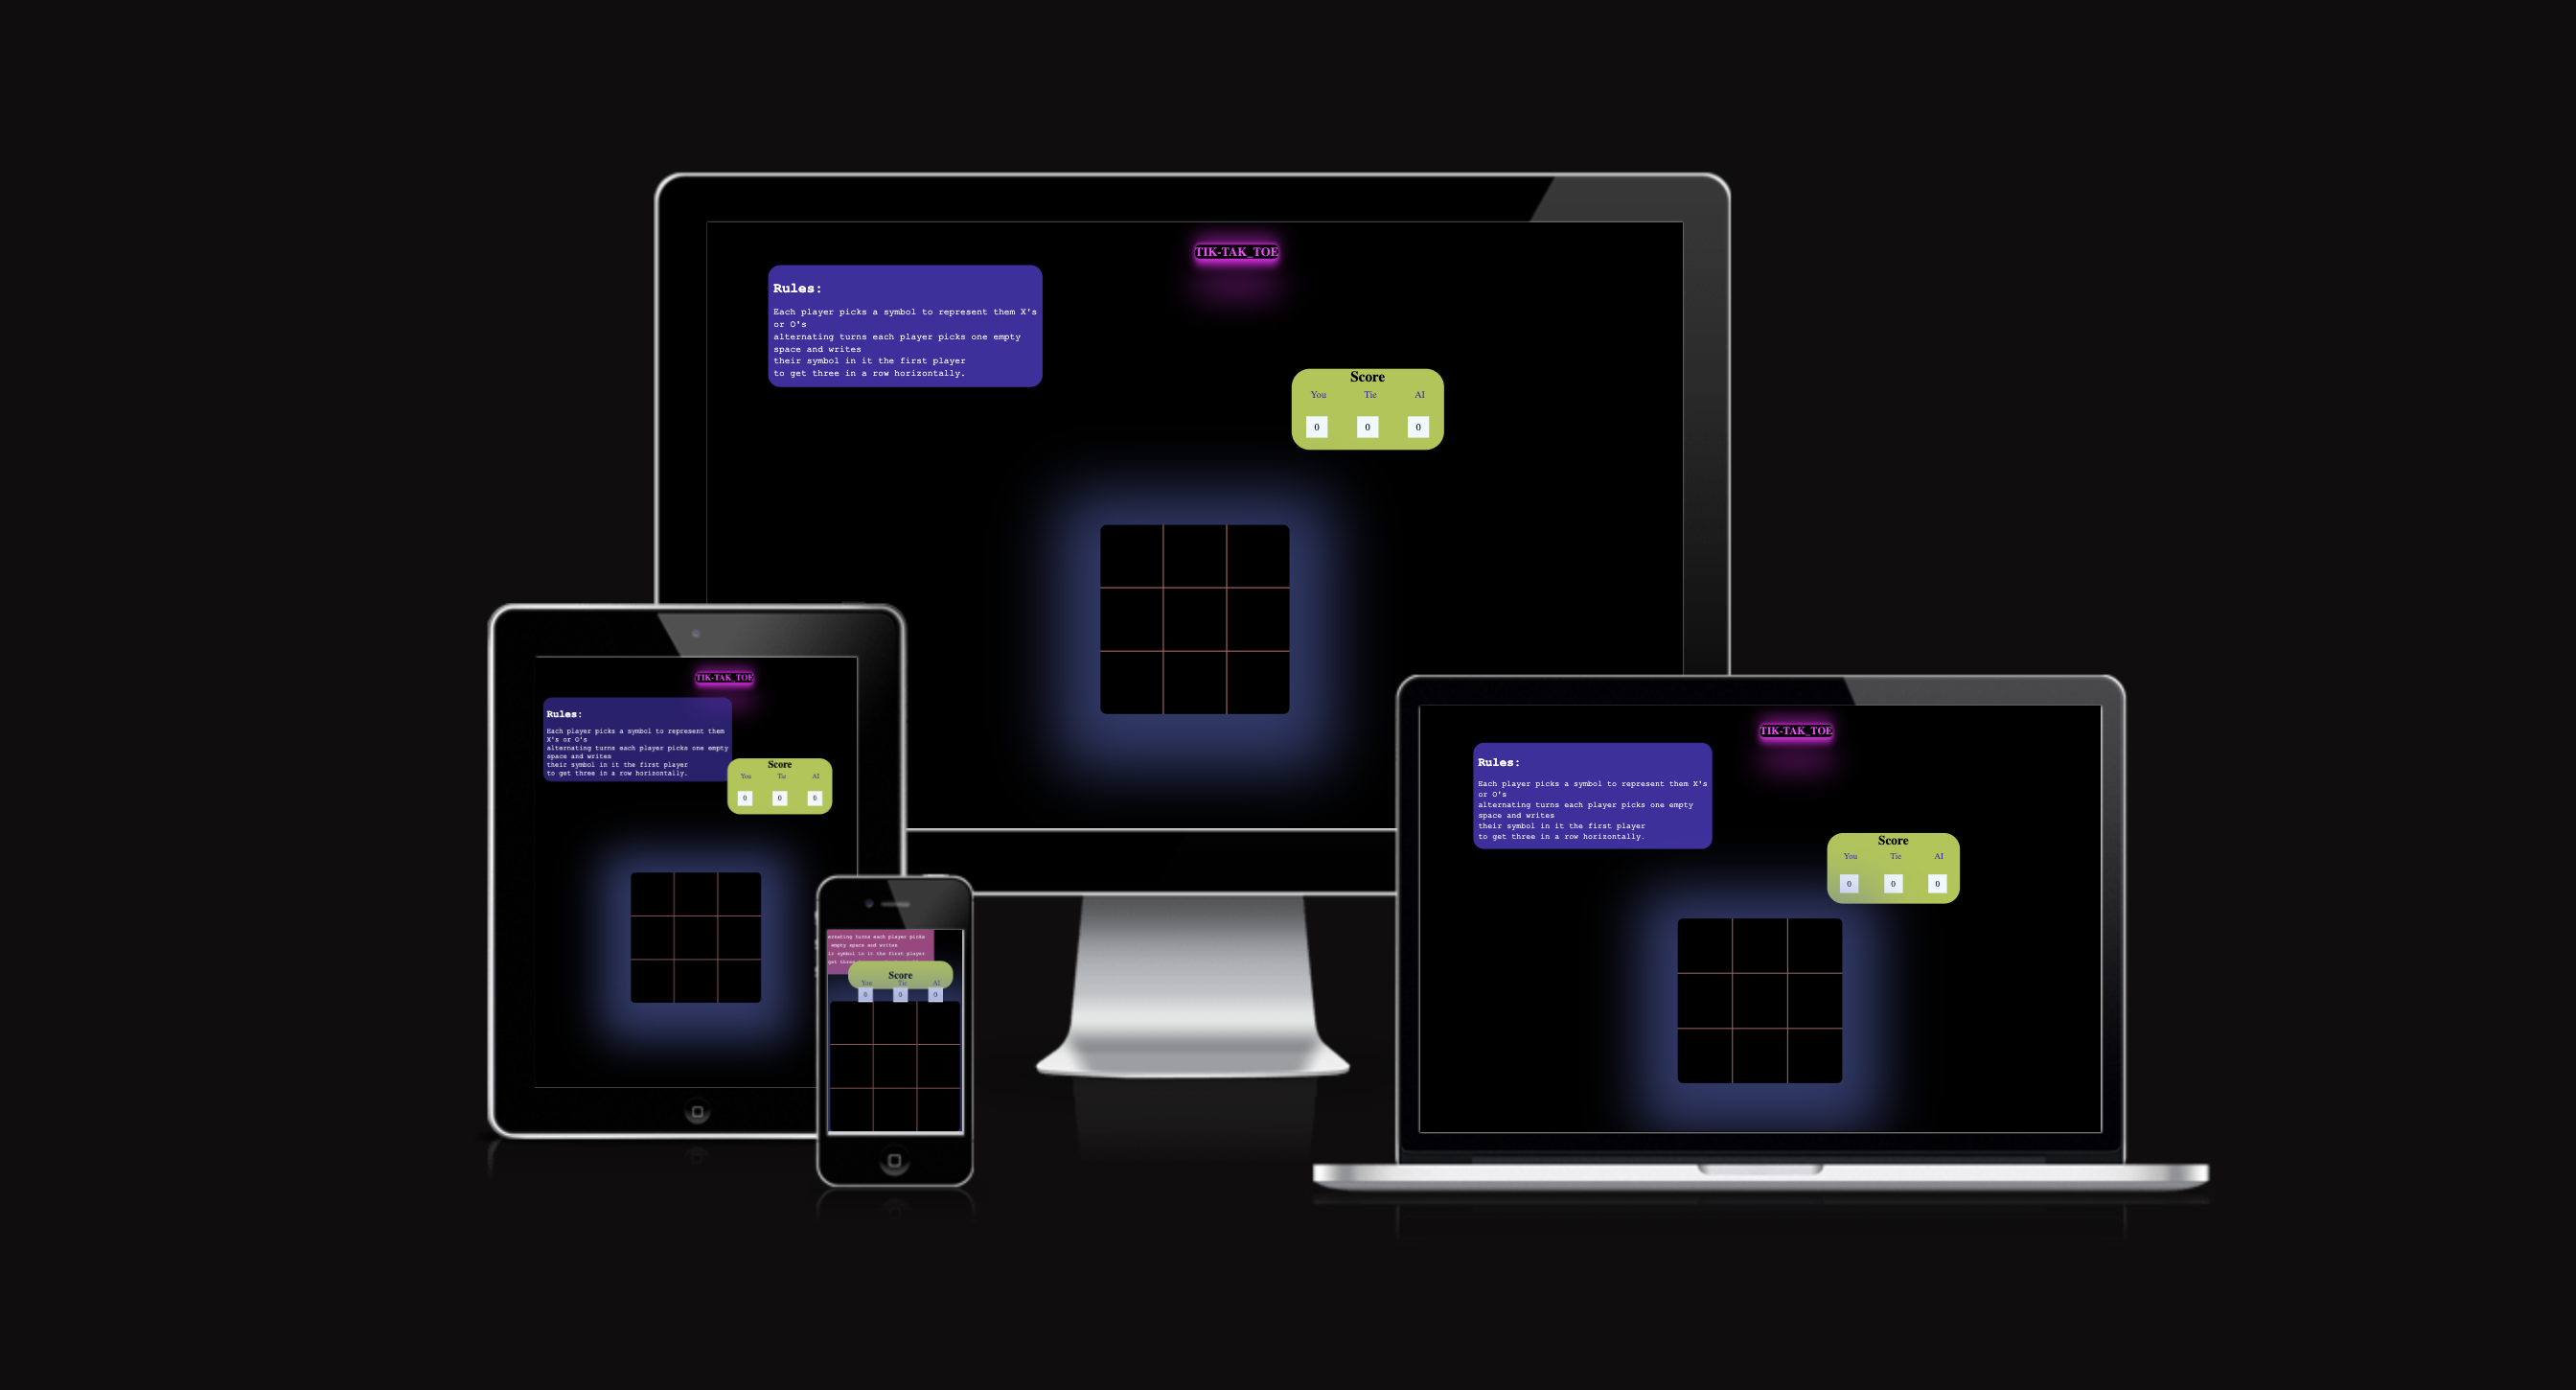 TIK-TAK_TOE
Rules:
Each player picks a symbol to represent them X's
or O's
alternating turns each player picks one empty
space and writes
their symbol in it the first player
to get three in a row horizontally.
Score
You Tie AI
0 0 0
TIK-TAK_TOE
Rules:
Each player picks a symbol to represent them
X's or O's
alternating turns each player picks one empty
space and writes
their symbol in it the first player
to get three in a row horizontally.
Score
You Tie AI
0 0 0
ernating turns each player picks
empty space and writes
ir symbol in it the first player
get three
Score
You Tie AI
0 0 0
TIK-TAK_TOE
Rules:
Each player picks a symbol to represent them X's
or O's
alternating turns each player picks one empty
space and writes
their symbol in it the first player
to get three in a row horizontally.
Score
You Tie AI
0 0 0